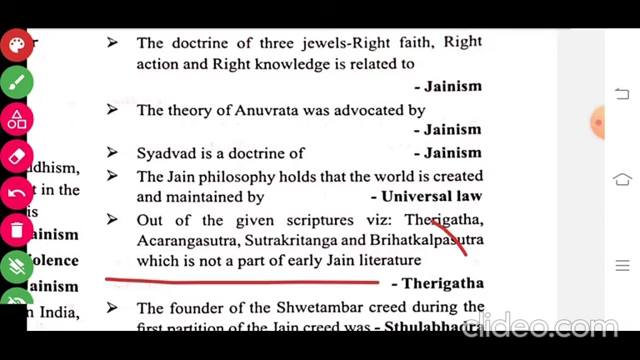 er
➢ The doctrine of three jewels-Right faith, Right
action and Right knowledge is related to
- Jainism
➢ The theory of Anuvrata was advocated by
- Jainism
➢ Syadvad is a doctrine of - Jainism
ddhism,
➢ The Jain philosophy holds that the world is created
t in the
and maintained by - Universal law
is
➢ Out of the given scriptures viz: Therigatha,
ainism
Acarangasutra, Sutrakritanga and Brihatkalpasutra
iolence
which is not a part of early Jain literature
ainism
- Therigatha
n India,
➢ The founder of the Shwetambar creed during the
first partition of the Jain creed was - Sthulabhadra
clideo.com